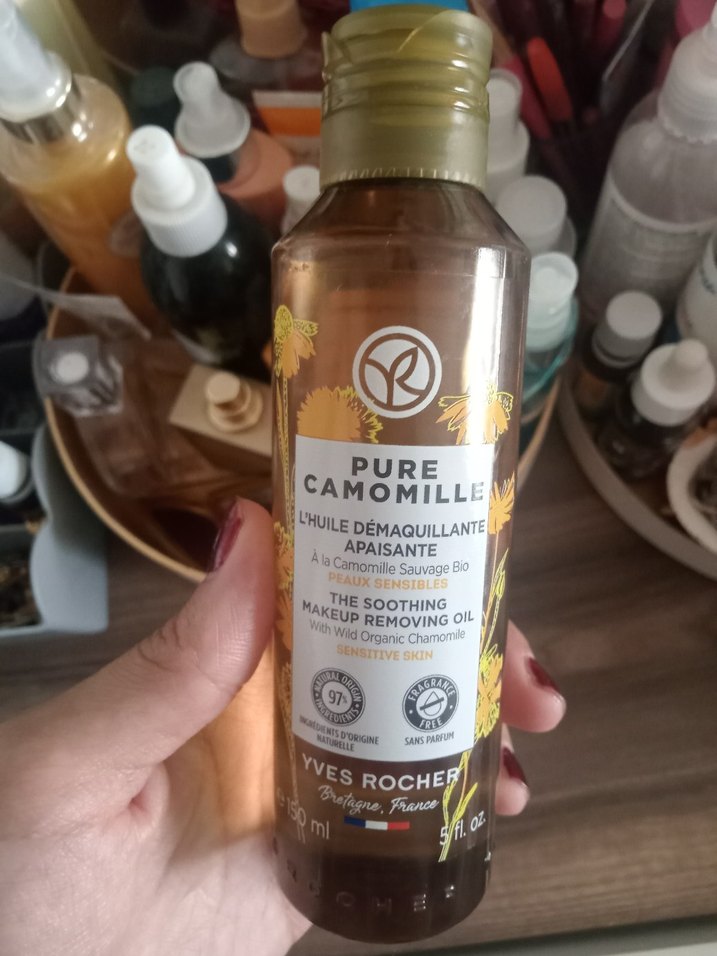 PURE
CAMOMILLE
L'HUILE DÉMAQUILLANTE
APAISANTE
À la Camomille Sauvage Bio
PEAUX SENSIBLES
THE SOOTHING
MAKEUP REMOVING OIL
With Wild Organic Chamomile
SENSITIVE SKIN
NATURAL ORIGIN
97%
INGREDIENTS
INGRÉDIENTS D'ORIGINE
NATURELLE
FRAGRANCE
FREE
SANS PARFUM
YVES ROCHER
Bretagne, France
e 150 ml
5 fl. oz.
ROCHER